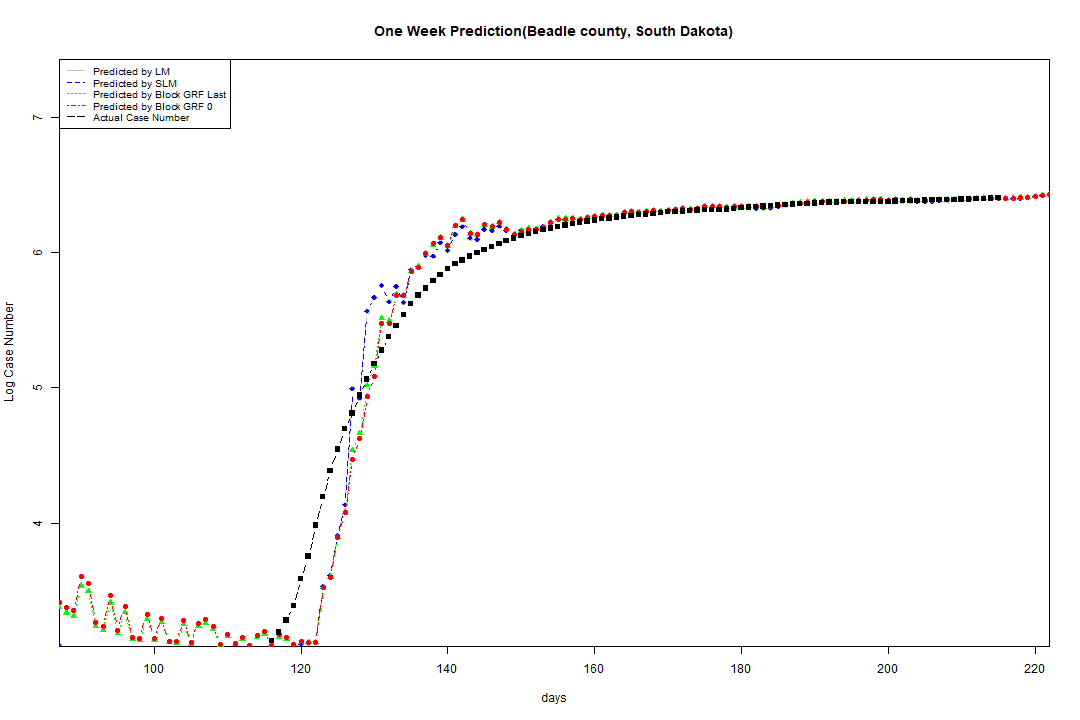 One Week Prediction(Beadle county, South Dakota)
Predicted by LM
Predicted by SLM
Predicted by Block GRF Last
Predicted by Block GRF 0
Actual Case Number
7
6
5
4
Log Case Number
100 120 140 160 180 200 220
days